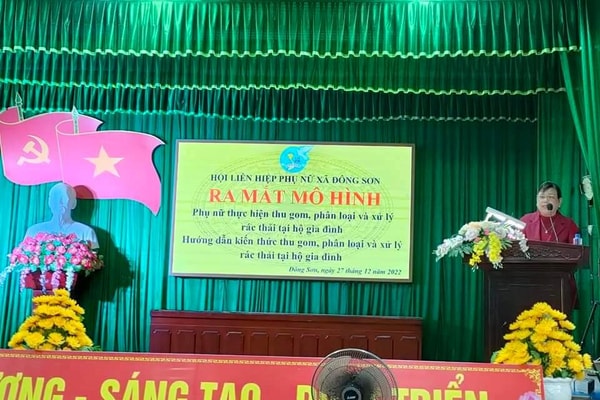 HỘI LIÊN HIỆP PHỤ NỮ XÃ ĐÔNG SƠN
RA MẮT MÔ HÌNH
Phụ nữ thực hiện thu gom, phân loại và xử lý
rác thải tại hộ gia đình
Hướng dẫn kiến thức thu gom, phân loại và xử lý
rác thải tại hộ gia đình
Đông Sơn, ngày 27 tháng 12 năm 2022
ƯƠNG - SÁNG TẠO - P TRIỂN